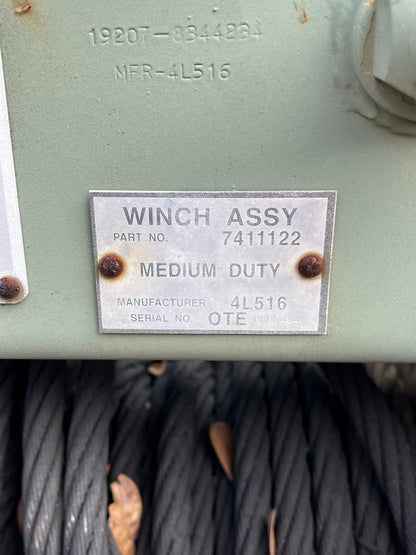 19207-8344234
MFR-4L516
WINCH ASSY
PART NO. 7411122
MEDIUM DUTY
MANUFACTURER 4L516
SERIAL NO. OTE